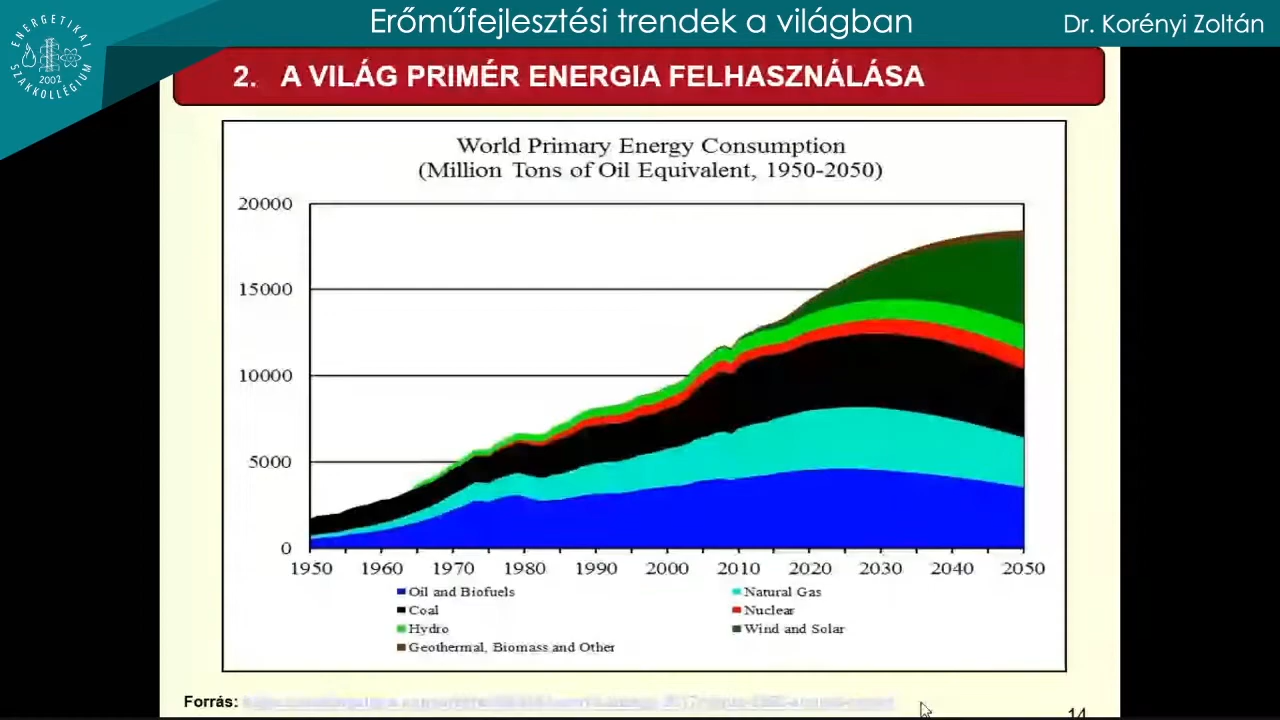 ENERGETIKAI
SZAKKOLLÉGIUM
2002
Erőműfejlesztési trendek a világban
Dr. Korényi Zoltán
2. A VILÁG PRIMÉR ENERGIA FELHASZNÁLÁSA
World Primary Energy Consumption
(Million Tons of Oil Equivalent, 1950-2050)
20000
15000
10000
5000
0
1950 1960 1970 1980 1990 2000 2010 2020 2030 2040 2050
Oil and Biofuels
Natural Gas
Coal
Nuclear
Hydro
Wind and Solar
Geothermal, Biomass and Other
Forrás:
14